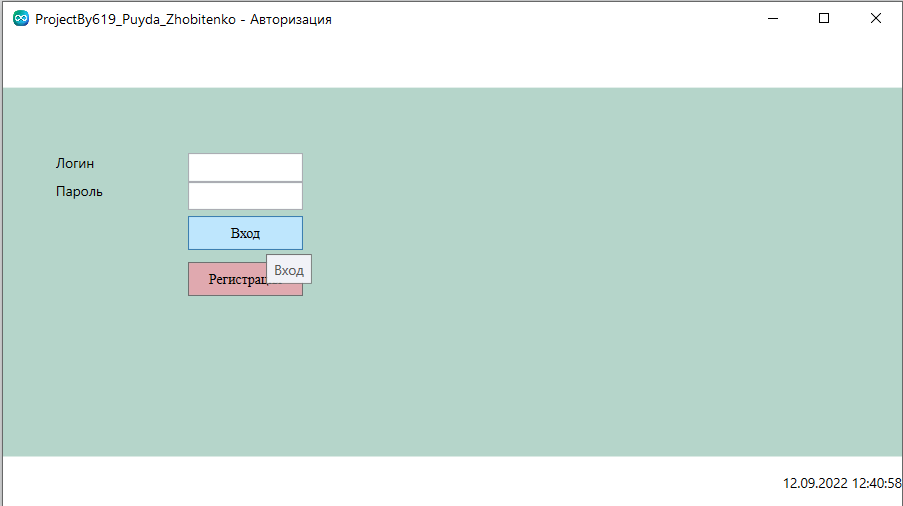 ProjectBy619_Puyda_Zhobitenko - Авторизация
Логин
Пароль
Вход
Вход
12.09.2022 12:40:58